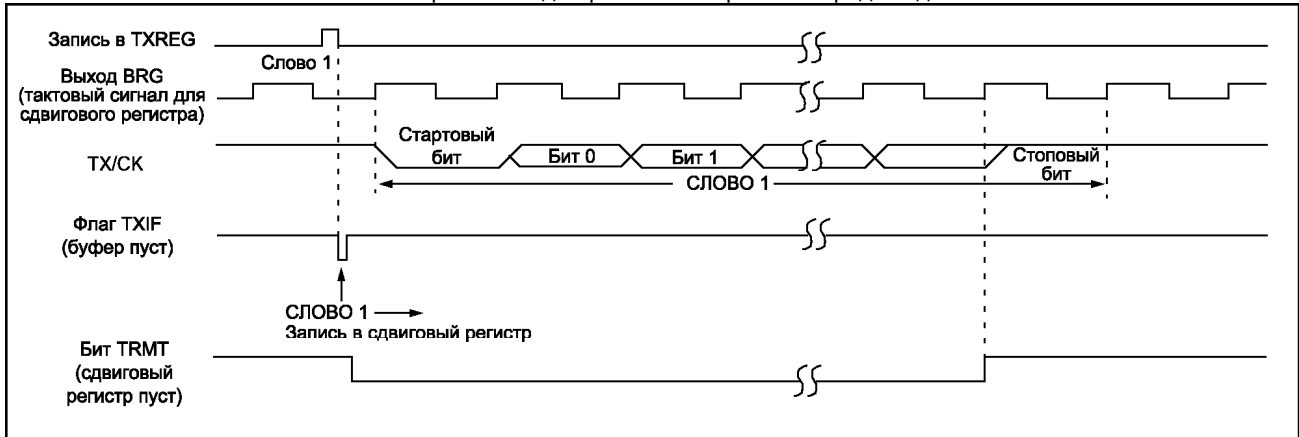 Запись в TXREG
Слово 1
Выход BRG
(тактовый сигнал для
сдвигового регистра)
TX/CK
Стартовый
бит
Бит 0
Бит 1
Стоповый
бит
СЛОВО 1
Флаг TXIF
(буфер пуст)
СЛОВО 1
Запись в сдвиговый регистр
Бит TRMT
(сдвиговый
регистр пуст)